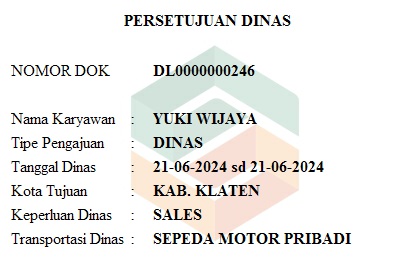 PERSETUJUAN DINAS
NOMOR DOK DL0000000246
Nama Karyawan : YUKI WIJAYA
Tipe Pengajuan : DINAS
Tanggal Dinas : 21-06-2024 sd 21-06-2024
Kota Tujuan : KAB. KLATEN
Keperluan Dinas : SALES
Transportasi Dinas : SEPEDA MOTOR PRIBADI